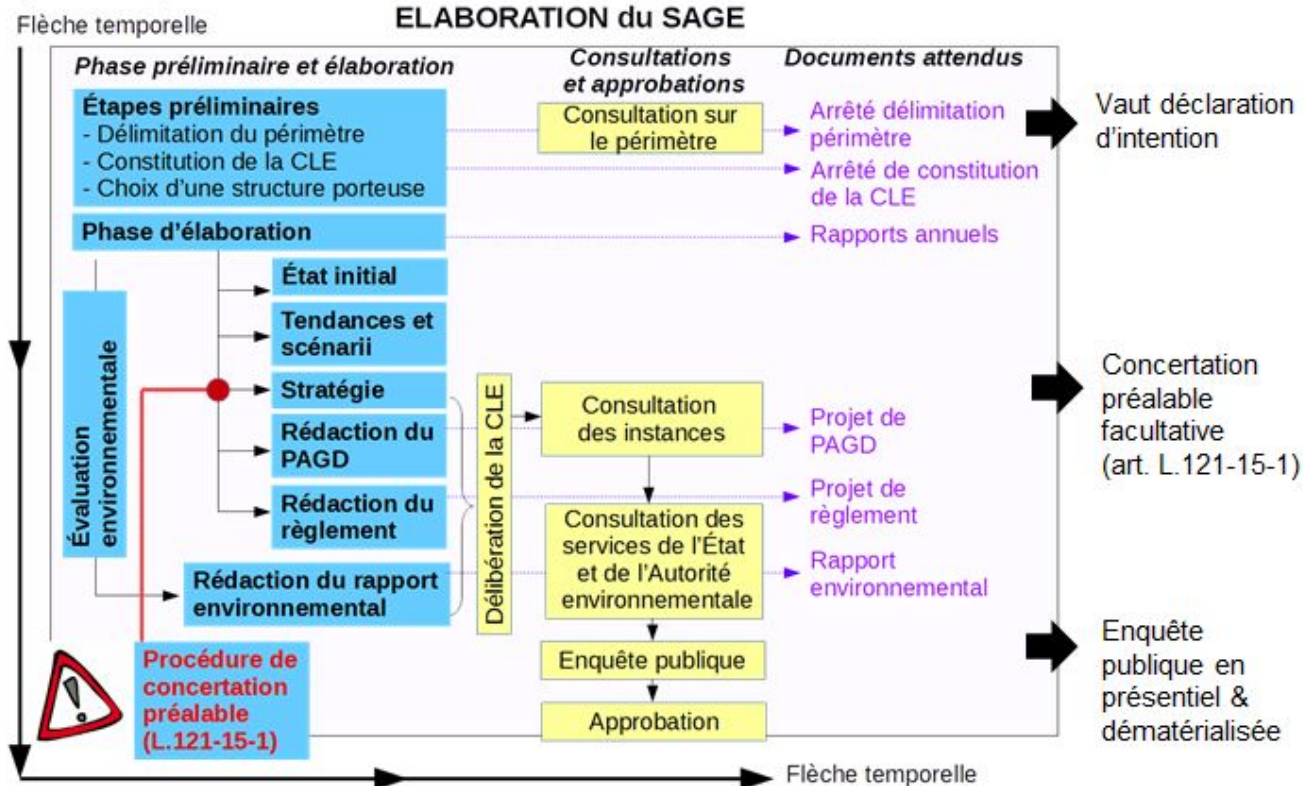 ELABORATION du SAGE
Flèche temporelle
Phase préliminaire et élaboration
Consultations
et approbations
Documents attendus
Étapes préliminaires
- Délimitation du périmètre
- Constitution de la CLE
- Choix d'une structure porteuse
Consultation sur
le périmètre
Arrêté délimitation
périmètre
Arrêté de constitution
de la CLE
Vaut déclaration
d'intention
Phase d'élaboration
Rapports annuels
État initial
Tendances et
scénarii
Stratégie
Rédaction du
PAGD
Rédaction du
règlement
Évaluation
environnementale
Rédaction du rapport
environnemental
Délibération de la CLE
Consultation
des instances
Consultation des
services de l'État
et de l'Autorité
environnementale
Enquête publique
Approbation
Projet de
PAGD
Projet de
règlement
Rapport
environnemental
Concertation
préalable
facultative
(art. L.121-15-1)
Enquête
publique en
présentiel &
dématérialisée
Procédure de
concertation
préalable
(L.121-15-1)
!
Flèche temporelle